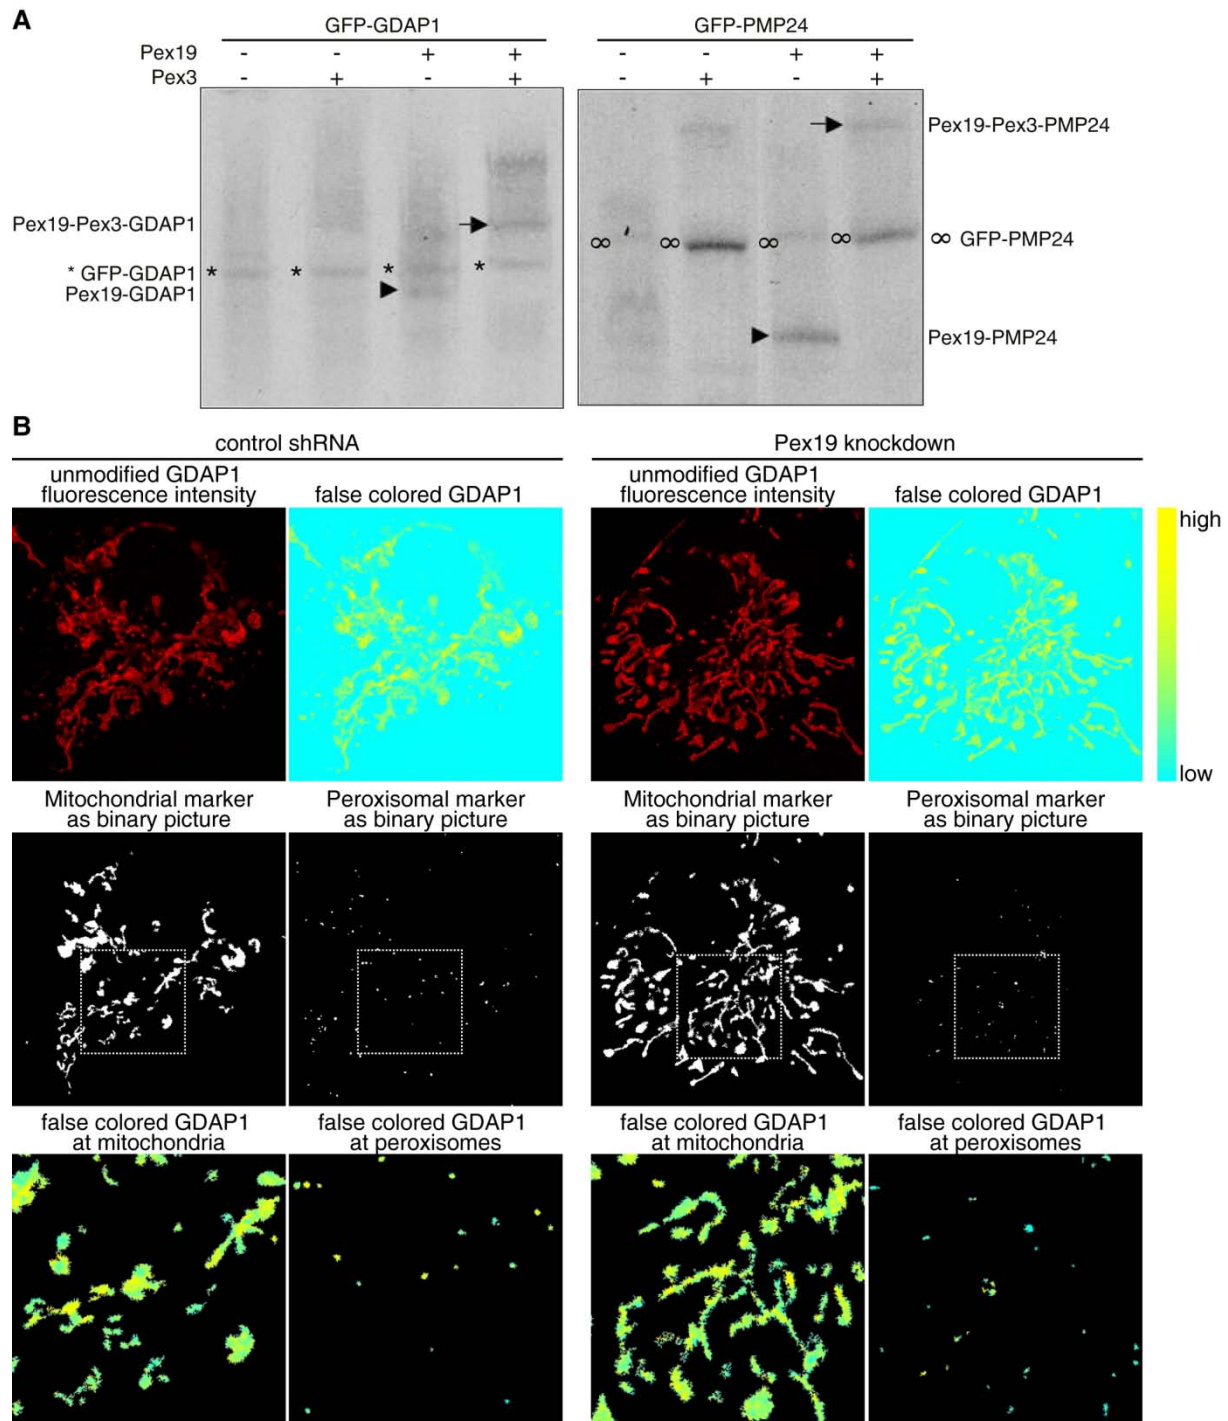 A
GFP-GDAP1 GFP-PMP24
Pex19 - - + + - - + +
Pex3 - + - + - + - +
Pex19-Pex3-PMP24
Pex19-Pex3-GDAP1
∞ ∞ ∞ ∞ ∞ GFP-PMP24
* GFP-GDAP1 * * * *
Pex19-GDAP1
Pex19-PMP24
B
control shRNA Pex19 knockdown
unmodified GDAP1
fluorescence intensity
false colored GDAP1
unmodified GDAP1
fluorescence intensity
false colored GDAP1
high
low
Mitochondrial marker
as binary picture
Peroxisomal marker
as binary picture
Mitochondrial marker
as binary picture
Peroxisomal marker
as binary picture
false colored GDAP1
at mitochondria
false colored GDAP1
at peroxisomes
false colored GDAP1
at mitochondria
false colored GDAP1
at peroxisomes